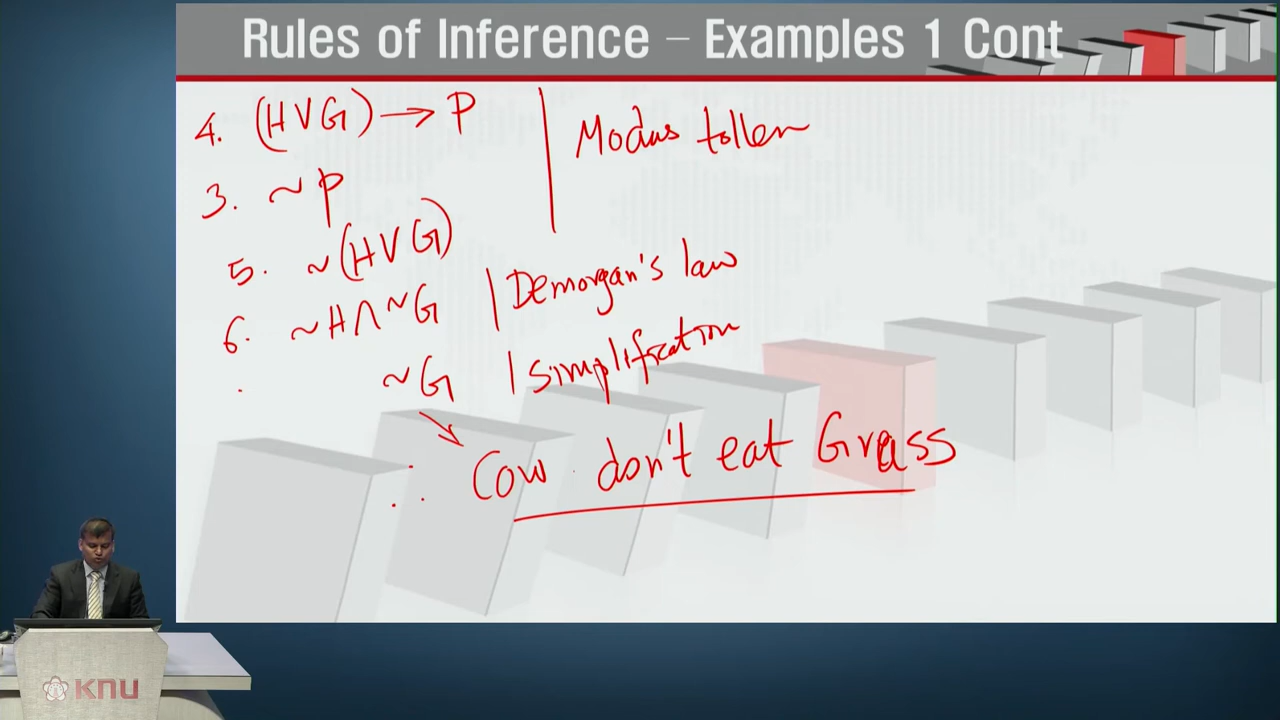 Rules of Inference – Examples 1 Cont
4. (H V G) → P | Modus tollen
3. ~ P
5. ~(H V G)
6. ~H ∧ ~G | Demorgan's law
~G | Simplification
∴ Cow don't eat Grass
KNU